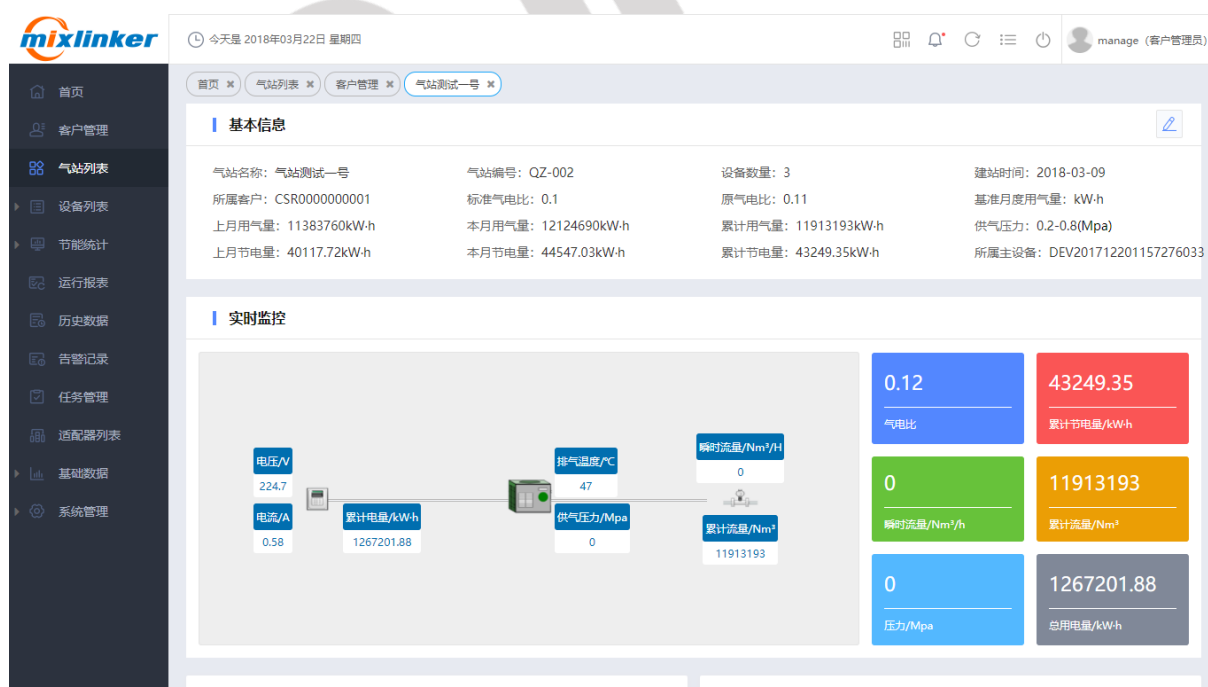 mixlinker
今天是 2018年03月22日 星期四
manage (客户管理员)
首页
客户管理
气站列表
设备列表
节能统计
运行报表
历史数据
告警记录
任务管理
适配器列表
基础数据
系统管理
首页 × 气站列表 × 客户管理 × 气站测试一号 ×
基本信息
气站名称: 气站测试一号 气站编号: QZ-002 设备数量: 3 建站时间: 2018-03-09
所属客户: CSR0000000001 标准气电比: 0.1 原气电比: 0.11 基准月度用气量: kW·h
上月用气量: 11383760kW·h 本月用气量: 12124690kW·h 累计用气量: 11913193kW·h 供气压力: 0.2-0.8(Mpa)
上月节电量: 40117.72kW·h 本月节电量: 44547.03kW·h 累计节电量: 43249.35kW·h 所属主设备: DEV201712201157276033
实时监控
电压/V
224.7
电流/A
0.58
累计电量/kW·h
1267201.88
排气温度/℃
47
供气压力/Mpa
0
瞬时流量/Nm³/H
0
累计流量/Nm³
11913193
0.12
气电比
43249.35
累计节电量/kW·h
0
瞬时流量/Nm³/h
11913193
累计流量/Nm³
0
压力/Mpa
1267201.88
总用电量/kW·h